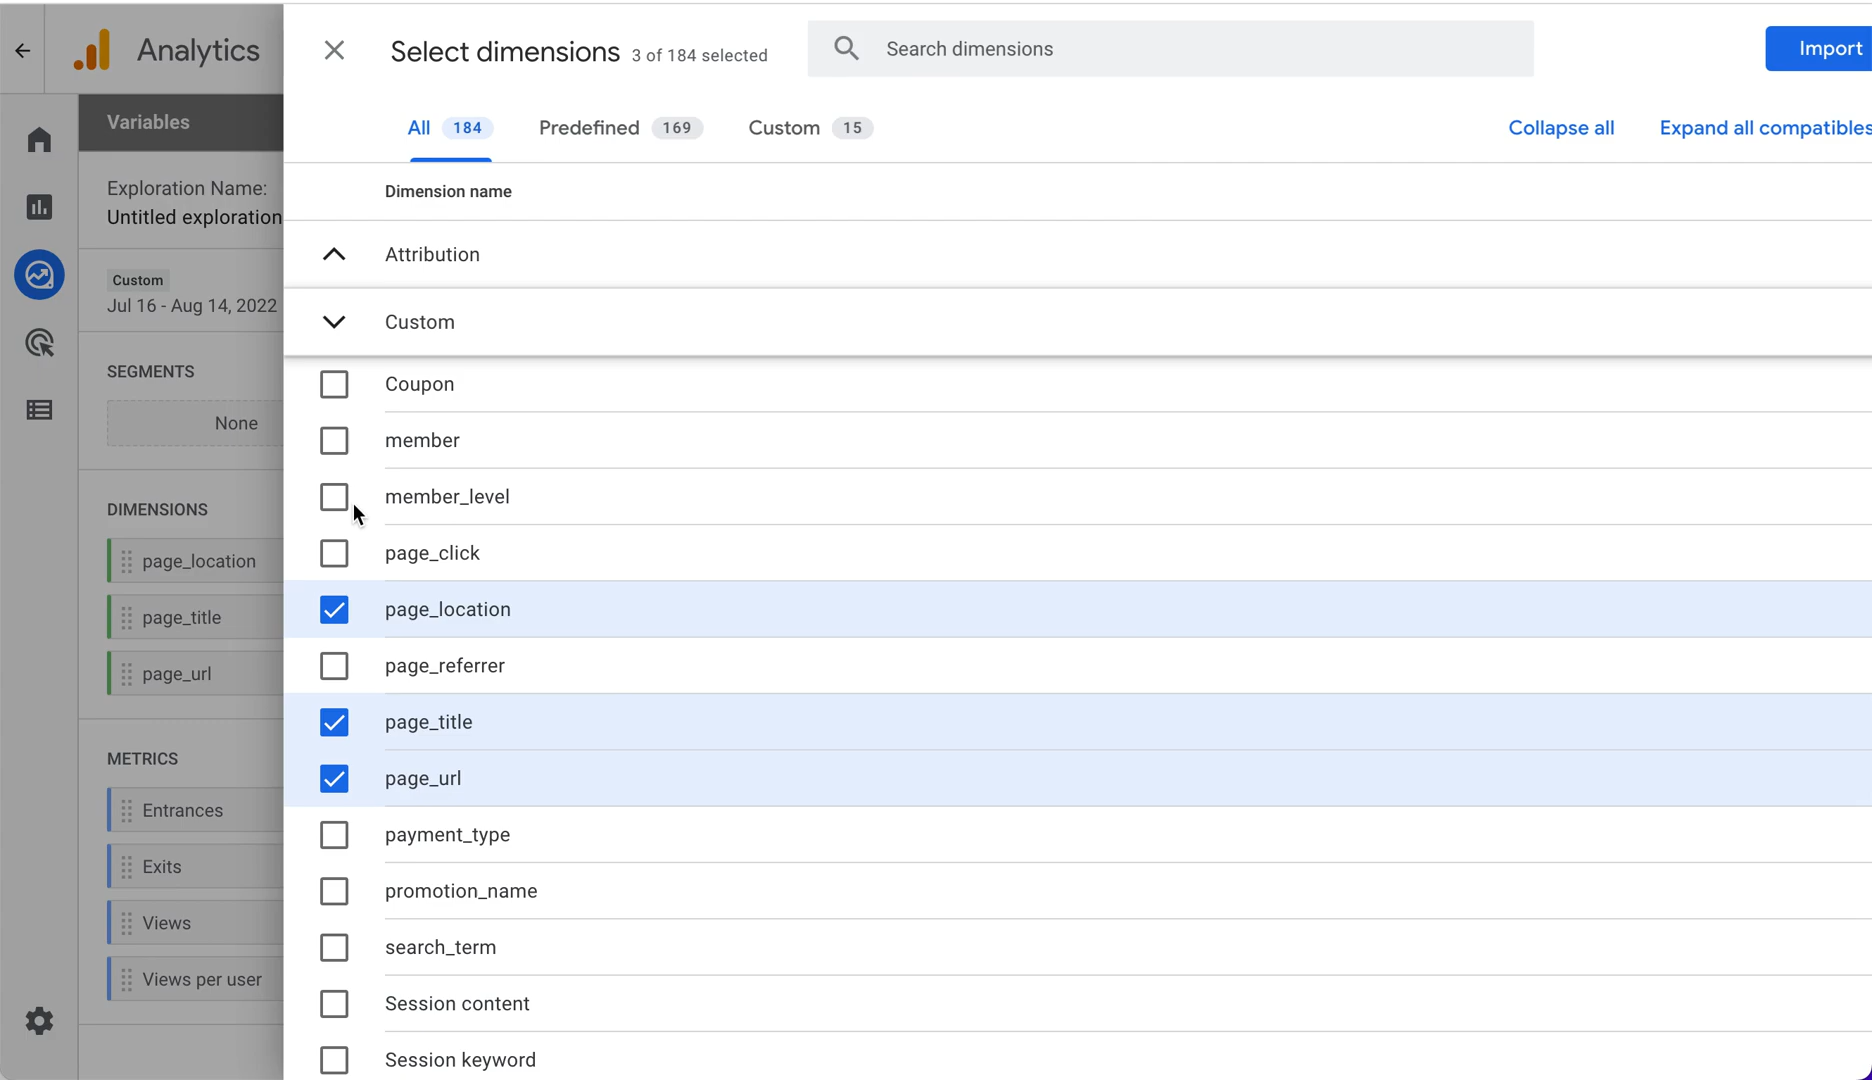 Analytics
Select dimensions 3 of 184 selected
Search dimensions
Import
All 184
Predefined 169
Custom 15
Collapse all
Expand all compatibles
Variables
Exploration Name:
Untitled exploration
Custom
Jul 16 - Aug 14, 2022
SEGMENTS
None
DIMENSIONS
page_location
page_title
page_url
METRICS
Entrances
Exits
Views
Views per user
Dimension name
Attribution
Custom
Coupon
member
member_level
page_click
page_location
page_referrer
page_title
page_url
payment_type
promotion_name
search_term
Session content
Session keyword